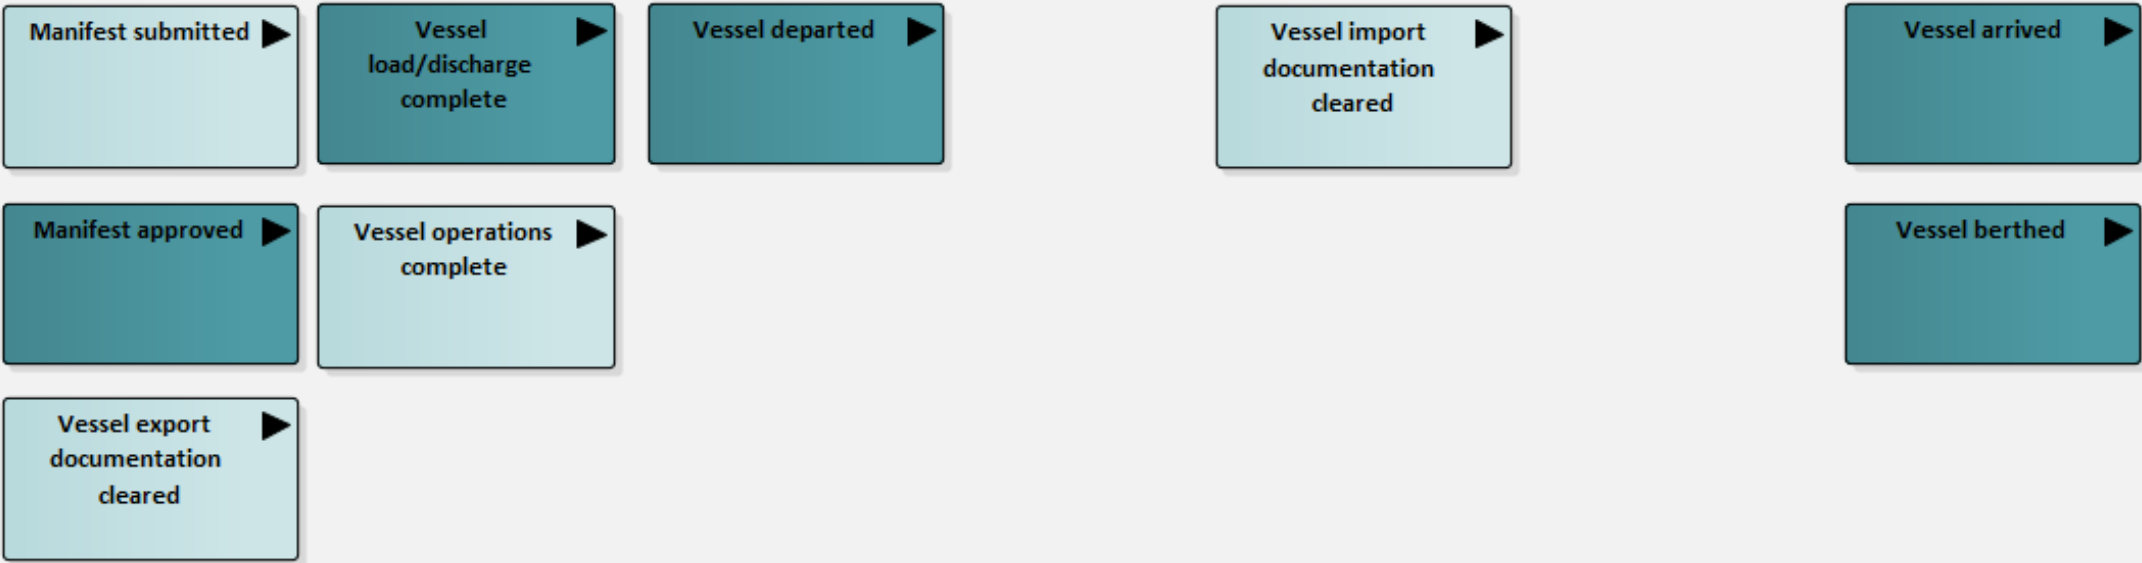 Manifest submitted
Vessel
load/discharge
complete
Vessel departed
Vessel import
documentation
cleared
Vessel arrived
Manifest approved
Vessel operations
complete
Vessel berthed
Vessel export
documentation
cleared